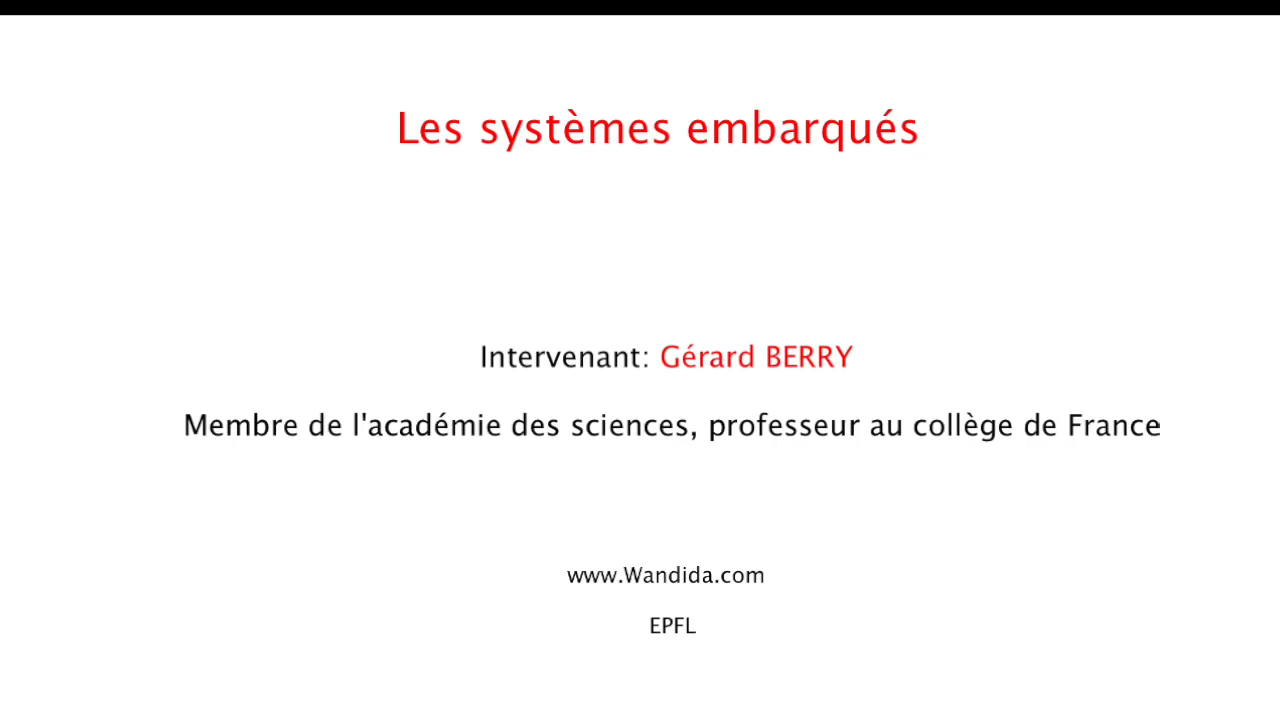 Les systèmes embarqués
Intervenant: Gérard BERRY
Membre de l'académie des sciences, professeur au collège de France
www.Wandida.com
EPFL